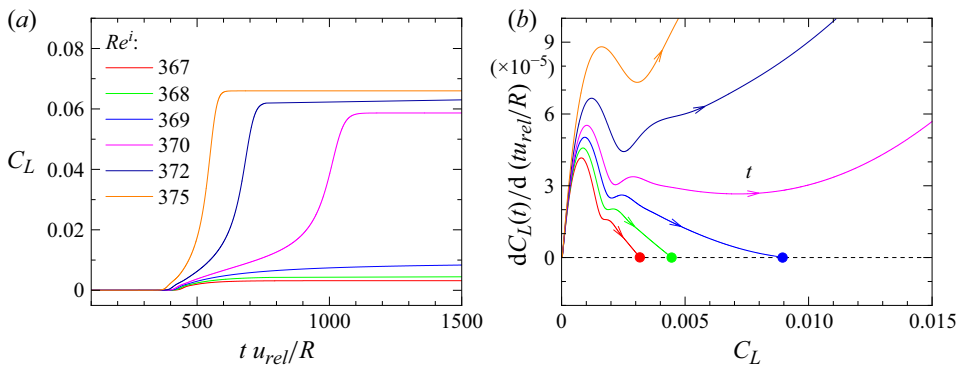 (a)
0.08
0.06
0.04
0.02
0
C_L
Re^i:
367
368
369
370
372
375
500
1000
1500
t u_rel/R
(b)
9
(×10⁻⁵)
6
3
0
dC_L(t)/d (tu_rel/R)
t
0
0.005
0.010
0.015
C_L